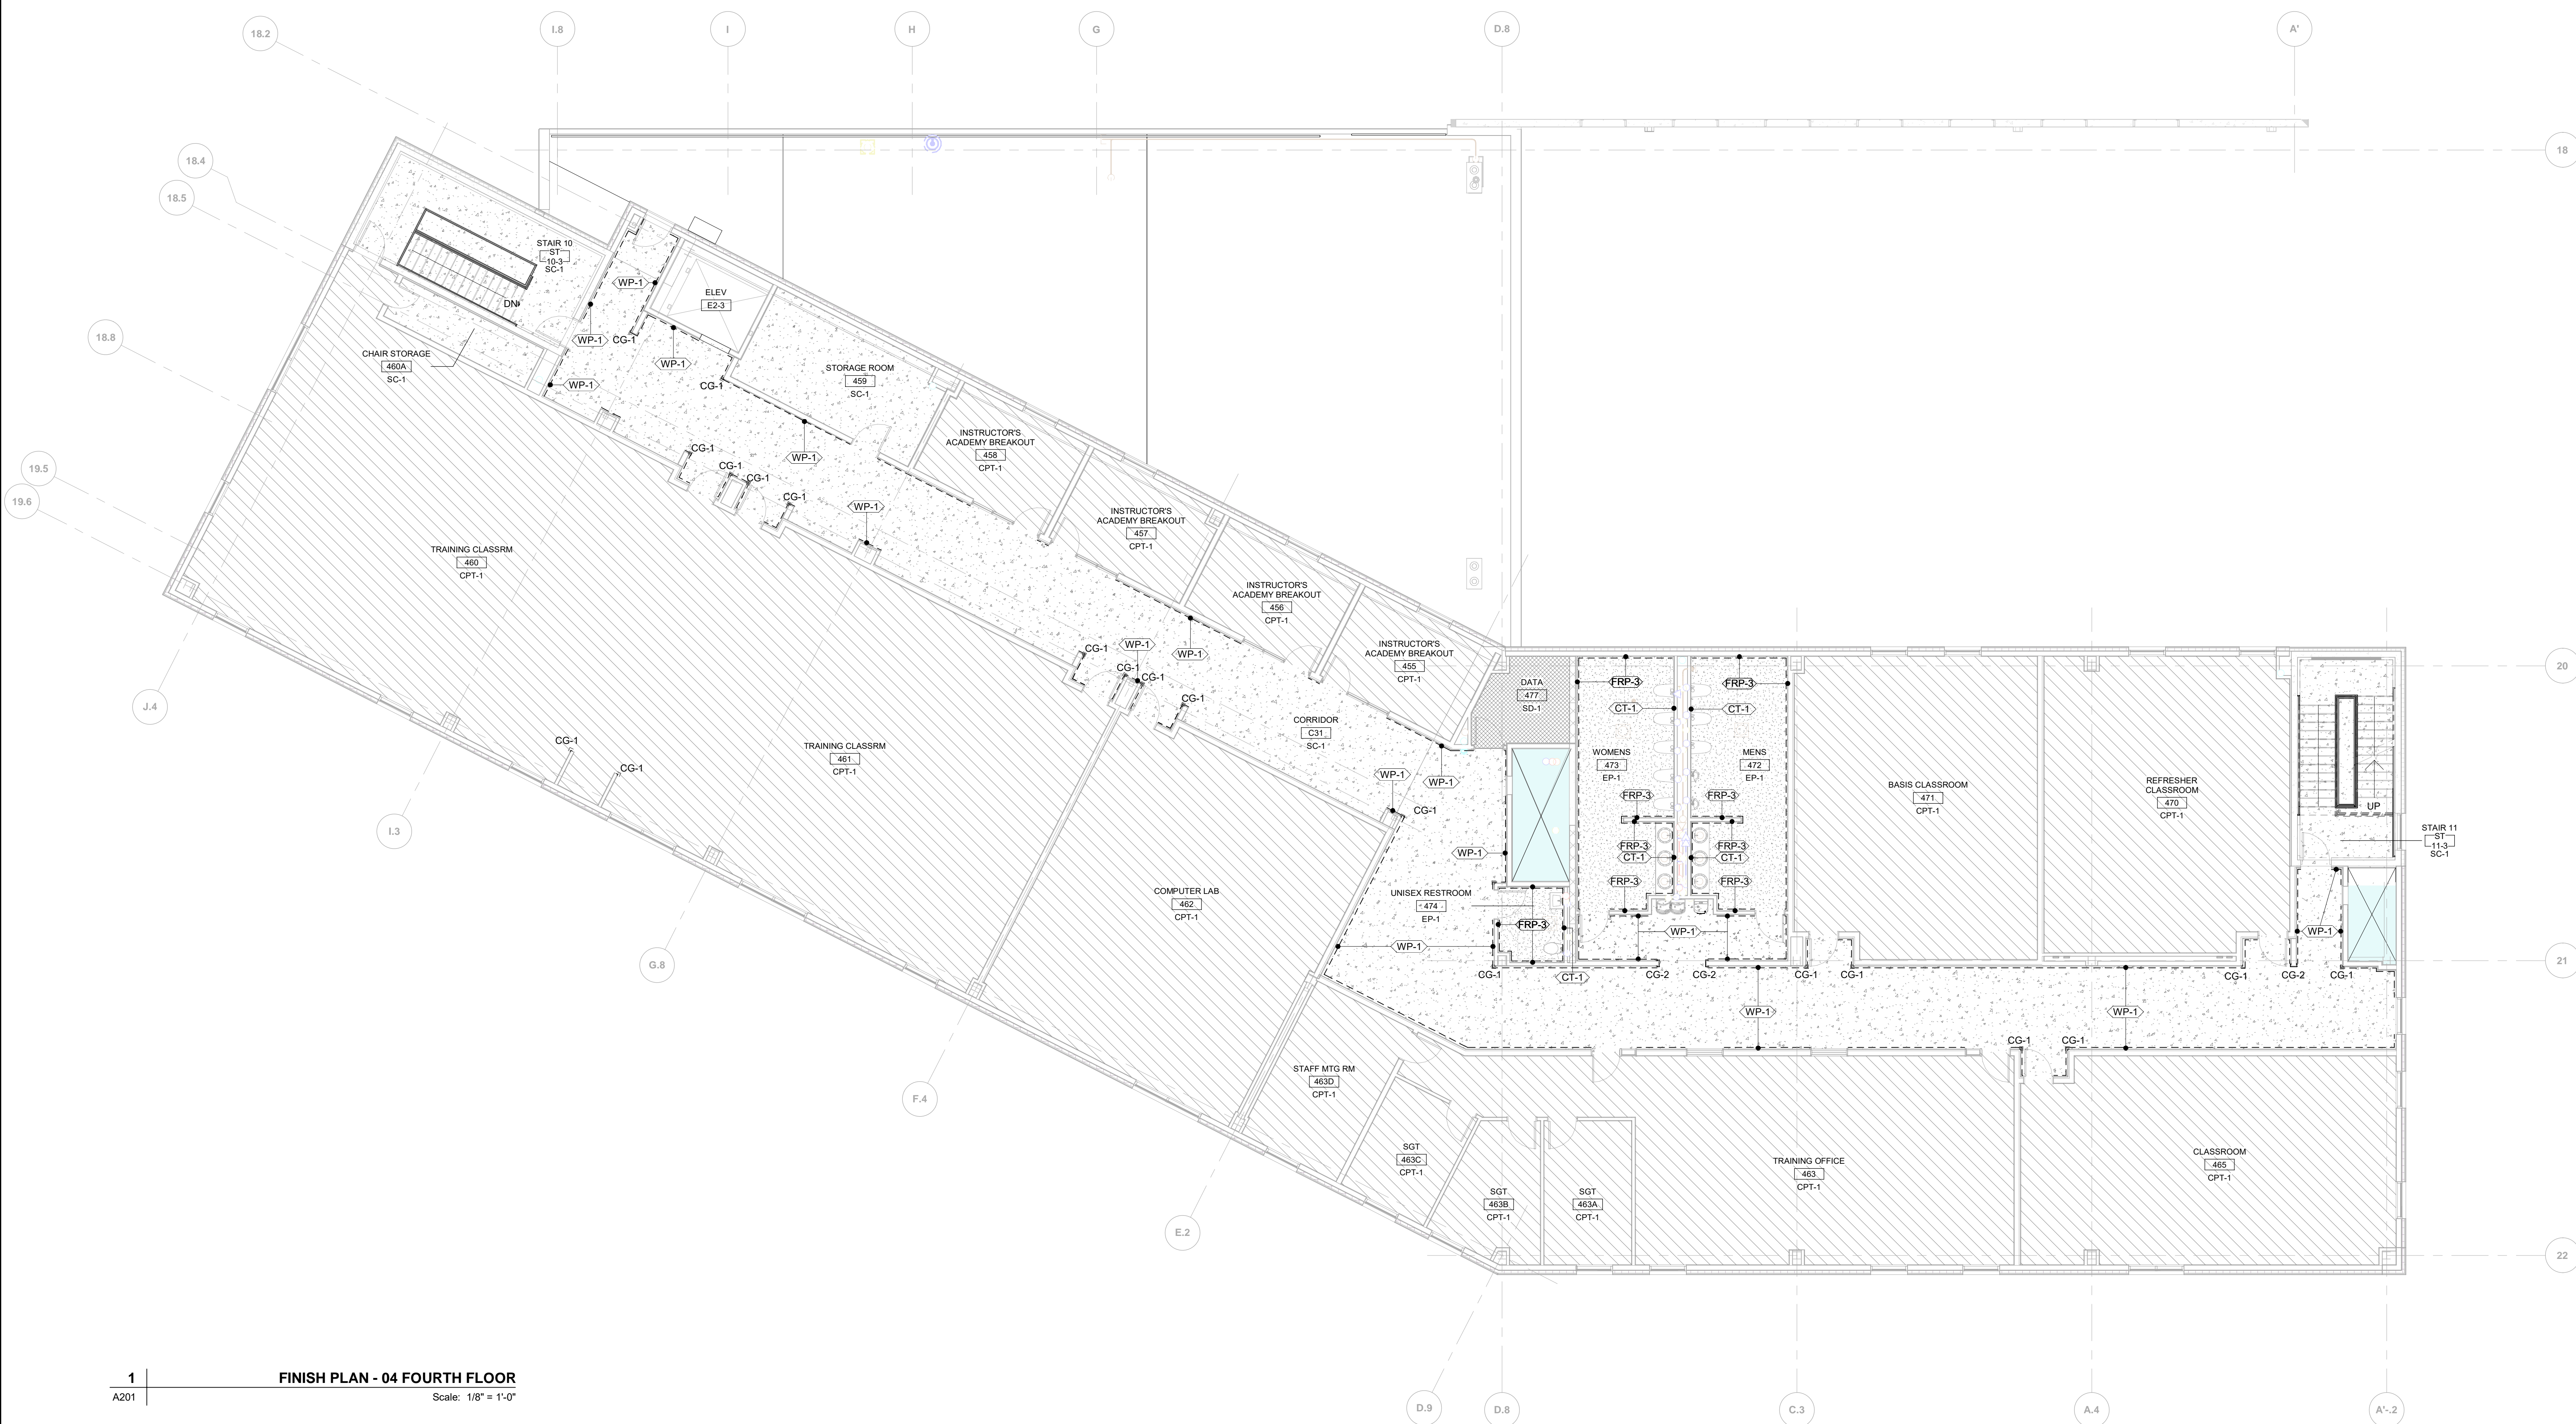 18.2
I.8
I
H
G
D.8
A'
18
18.4
18.5
18.8
19.5
19.6
STAIR 10
ST
10-3
SC-1
DN
WP-1
ELEV
E2-3
WP-1
CG-1
WP-1
CHAIR STORAGE
460A
SC-1
WP-1
CG-1
STORAGE ROOM
459
SC-1
INSTRUCTOR'S
ACADEMY BREAKOUT
458
CPT-1
CG-1
WP-1
CG-1
CG-1
CG-1
WP-1
INSTRUCTOR'S
ACADEMY BREAKOUT
457
CPT-1
TRAINING CLASSRM
460
CPT-1
INSTRUCTOR'S
ACADEMY BREAKOUT
456
CPT-1
WP-1
WP-1
CG-1
CG-1
CG-1
CG-1
INSTRUCTOR'S
ACADEMY BREAKOUT
455
CPT-1
DATA
477
SD-1
FRP-3
FRP-3
CT-1
CT-1
20
J.4
CORRIDOR
C31
SC-1
CG-1
CG-1
TRAINING CLASSRM
461
CPT-1
WP-1
WP-1
CG-1
WOMENS
473
EP-1
MENS
472
EP-1
FRP-3
FRP-3
BASIS CLASSROOM
471
CPT-1
REFRESHER
CLASSROOM
470
CPT-1
UP
STAIR 11
ST
11-3
SC-1
I.3
WP-1
FRP-3
FRP-3
CT-1
CT-1
FRP-3
FRP-3
COMPUTER LAB
462
CPT-1
UNISEX RESTROOM
474
EP-1
FRP-3
WP-1
WP-1
WP-1
G.8
CG-1
CT-1
CG-2
CG-2
CG-1
CG-1
CG-1
CG-2
CG-1
21
WP-1
WP-1
CG-1
CG-1
F.4
STAFF MTG RM
463D
CPT-1
SGT
463C
CPT-1
SGT
463B
CPT-1
SGT
463A
CPT-1
TRAINING OFFICE
463
CPT-1
CLASSROOM
465
CPT-1
E.2
22
1
FINISH PLAN - 04 FOURTH FLOOR
A201
Scale: 1/8" = 1'-0"
D.9
D.8
C.3
A.4
A'-.2